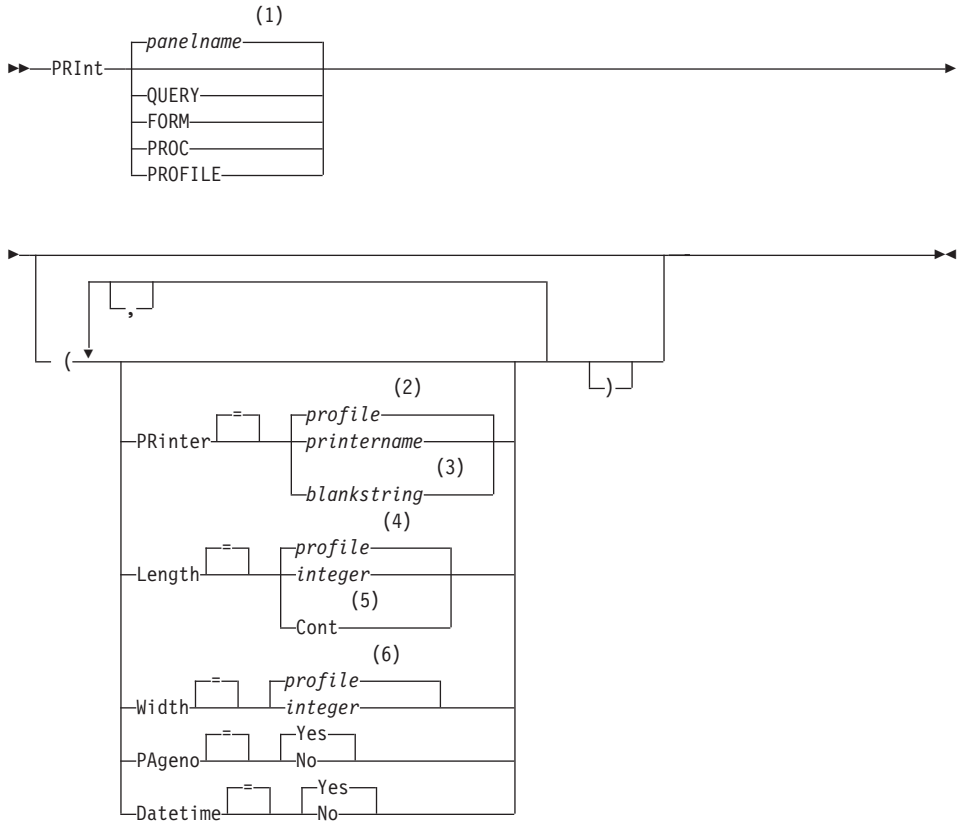 (1)
panelname
PRInt
QUERY
FORM
PROC
PROFILE
,
(
)
(2)
= profile
PRinter printername
(3)
blankstring
(4)
= profile
Length integer
(5)
Cont
(6)
= profile
Width integer
= Yes
PAgeno No
= Yes
Datetime No